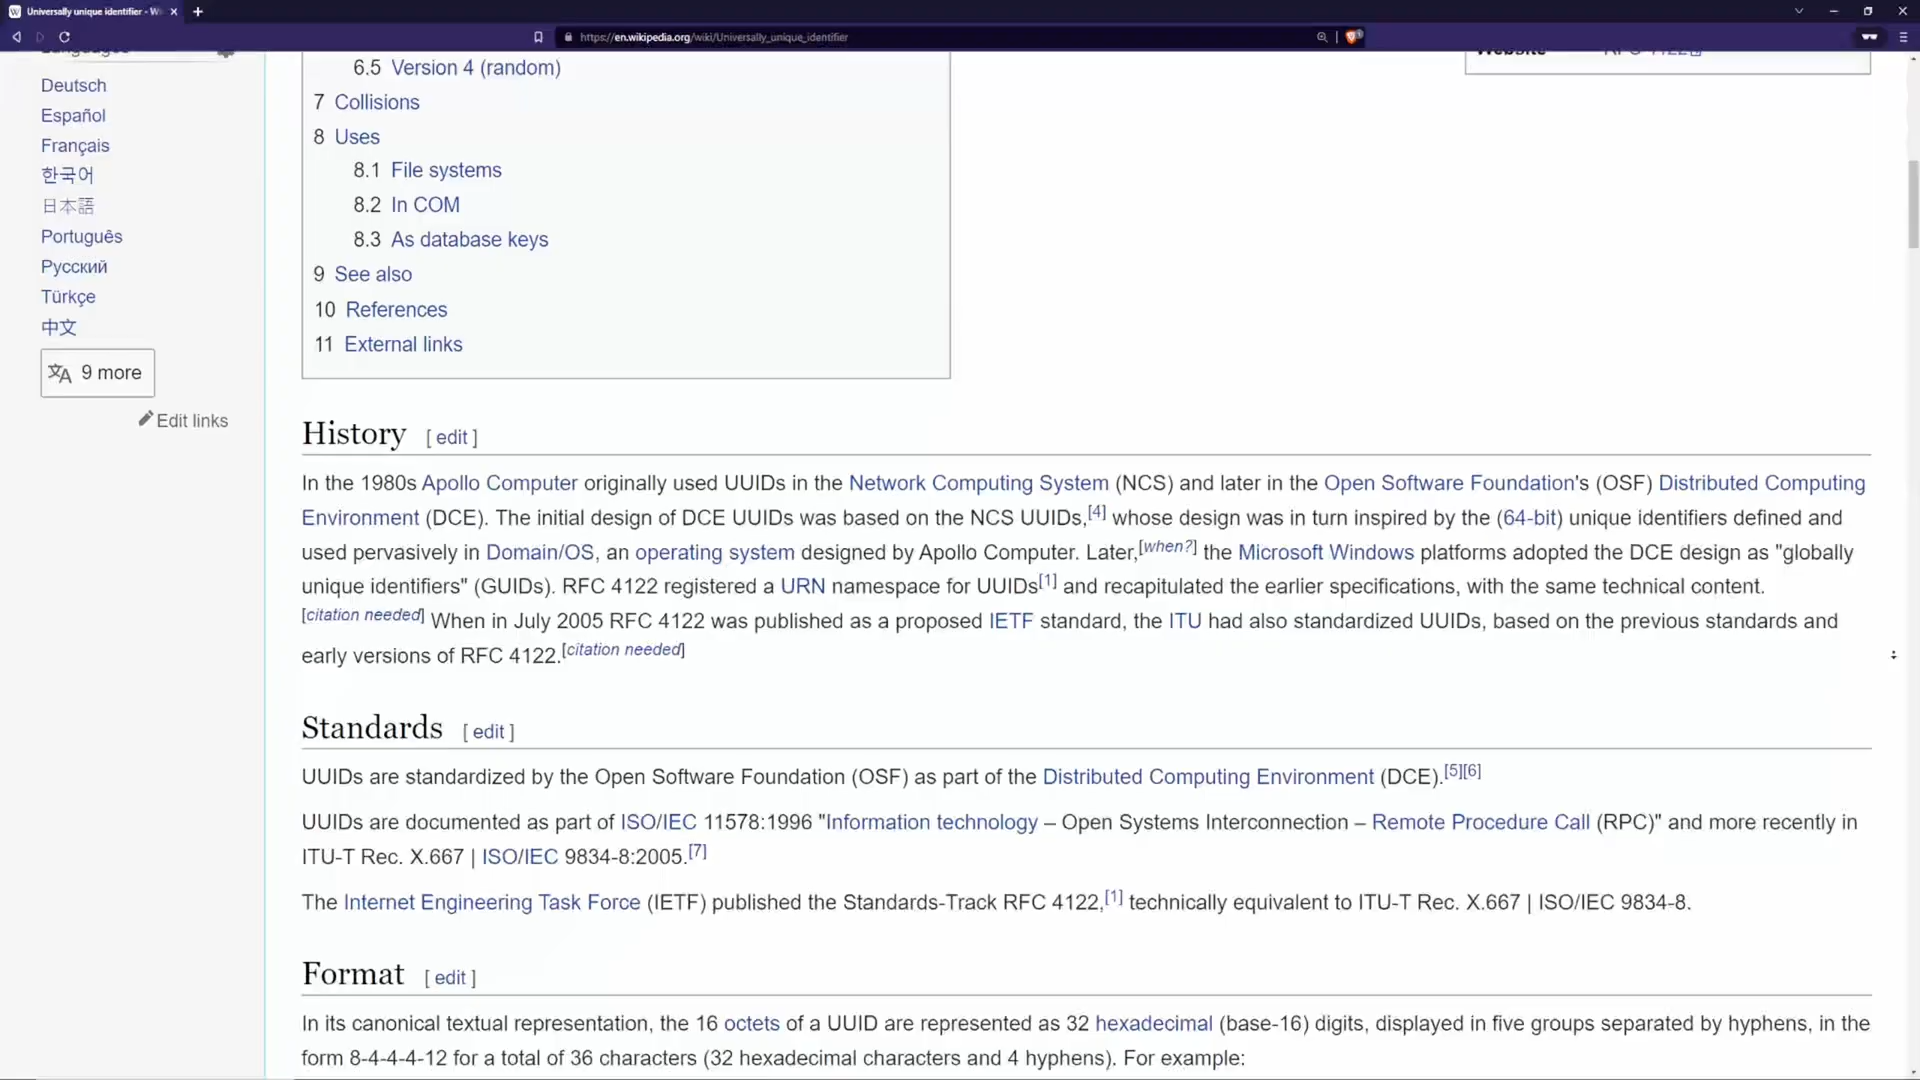 Universally unique identifier - W
https://en.wikipedia.org/wiki/Universally_unique_identifier
Languages
Deutsch
Español
Français
한국어
日本語
Português
Русский
Türkçe
中文
9 more
Edit links
Website RFC 4122
6.5 Version 4 (random)
7 Collisions
8 Uses
8.1 File systems
8.2 In COM
8.3 As database keys
9 See also
10 References
11 External links
History [ edit ]
In the 1980s Apollo Computer originally used UUIDs in the Network Computing System (NCS) and later in the Open Software Foundation's (OSF) Distributed Computing
Environment (DCE). The initial design of DCE UUIDs was based on the NCS UUIDs,[4] whose design was in turn inspired by the (64-bit) unique identifiers defined and
used pervasively in Domain/OS, an operating system designed by Apollo Computer. Later,[when?] the Microsoft Windows platforms adopted the DCE design as "globally
unique identifiers" (GUIDs). RFC 4122 registered a URN namespace for UUIDs[1] and recapitulated the earlier specifications, with the same technical content.
[citation needed] When in July 2005 RFC 4122 was published as a proposed IETF standard, the ITU had also standardized UUIDs, based on the previous standards and
early versions of RFC 4122.[citation needed]
Standards [ edit ]
UUIDs are standardized by the Open Software Foundation (OSF) as part of the Distributed Computing Environment (DCE).[5][6]
UUIDs are documented as part of ISO/IEC 11578:1996 "Information technology – Open Systems Interconnection – Remote Procedure Call (RPC)" and more recently in
ITU-T Rec. X.667 | ISO/IEC 9834-8:2005.[7]
The Internet Engineering Task Force (IETF) published the Standards-Track RFC 4122,[1] technically equivalent to ITU-T Rec. X.667 | ISO/IEC 9834-8.
Format [ edit ]
In its canonical textual representation, the 16 octets of a UUID are represented as 32 hexadecimal (base-16) digits, displayed in five groups separated by hyphens, in the
form 8-4-4-4-12 for a total of 36 characters (32 hexadecimal characters and 4 hyphens). For example: